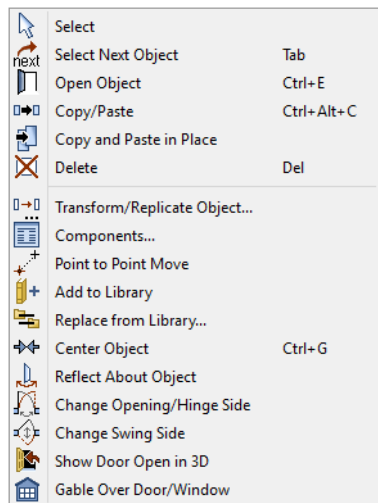 Select
next Select Next Object Tab
Open Object Ctrl+E
Copy/Paste Ctrl+Alt+C
Copy and Paste in Place
Delete Del
Transform/Replicate Object...
Components...
Point to Point Move
Add to Library
Replace from Library...
Center Object Ctrl+G
Reflect About Object
Change Opening/Hinge Side
Change Swing Side
Show Door Open in 3D
Gable Over Door/Window